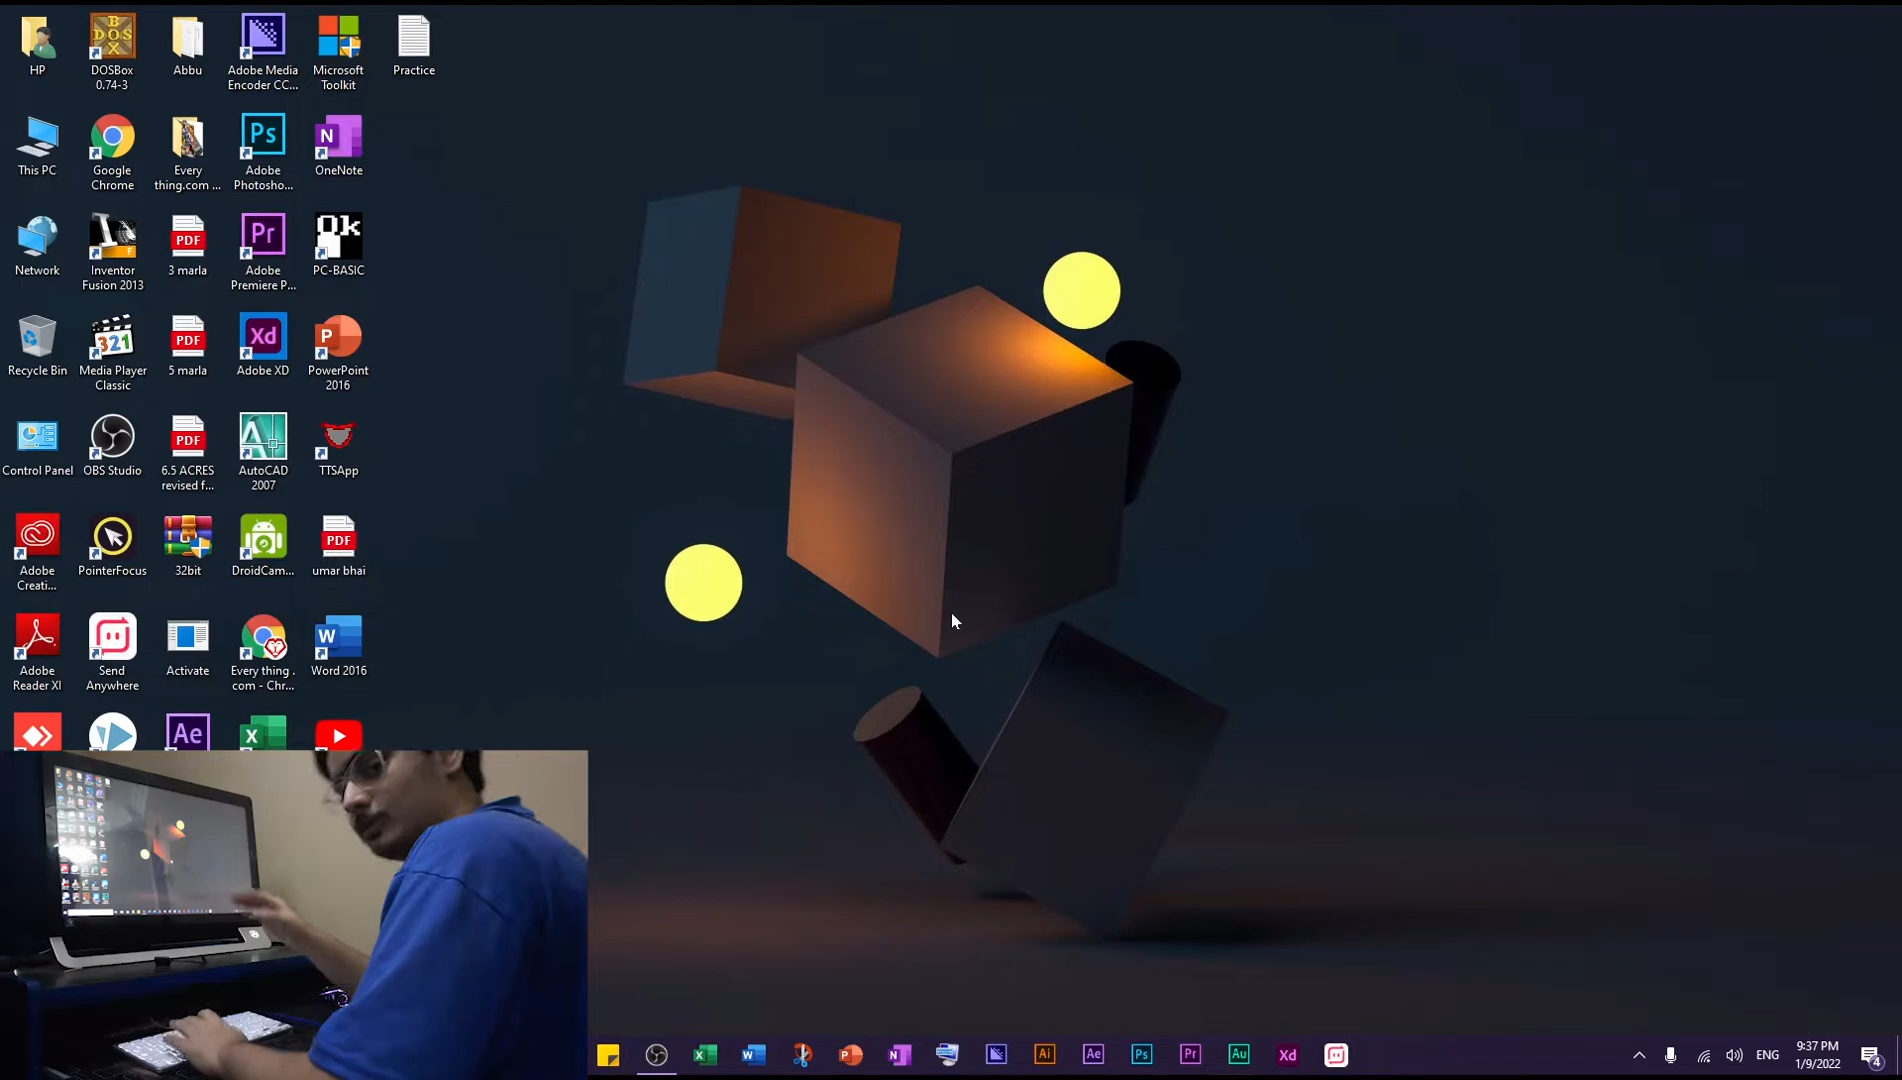 HP
DOSBox
0.74-3
Abbu
Adobe Media
Encoder CC...
Microsoft
Toolkit
Practice
This PC
Google
Chrome
Every
thing.com ...
Adobe
Photosho...
OneNote
Network
Inventor
Fusion 2013
3 marla
Adobe
Premiere P...
PC-BASIC
Recycle Bin
Media Player
Classic
5 marla
Adobe XD
PowerPoint
2016
Control Panel
OBS Studio
6.5 ACRES
revised f...
AutoCAD
2007
TTSApp
Adobe
Creati...
PointerFocus
32bit
DroidCam...
umar bhai
Adobe
Reader XI
Send
Anywhere
Activate
Every thing .
com - Chr...
Word 2016
ENG
9:37 PM
1/9/2022
4